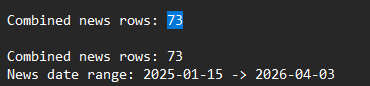 Combined news rows: 73
Combined news rows: 73
News date range: 2025-01-15 -> 2026-04-03